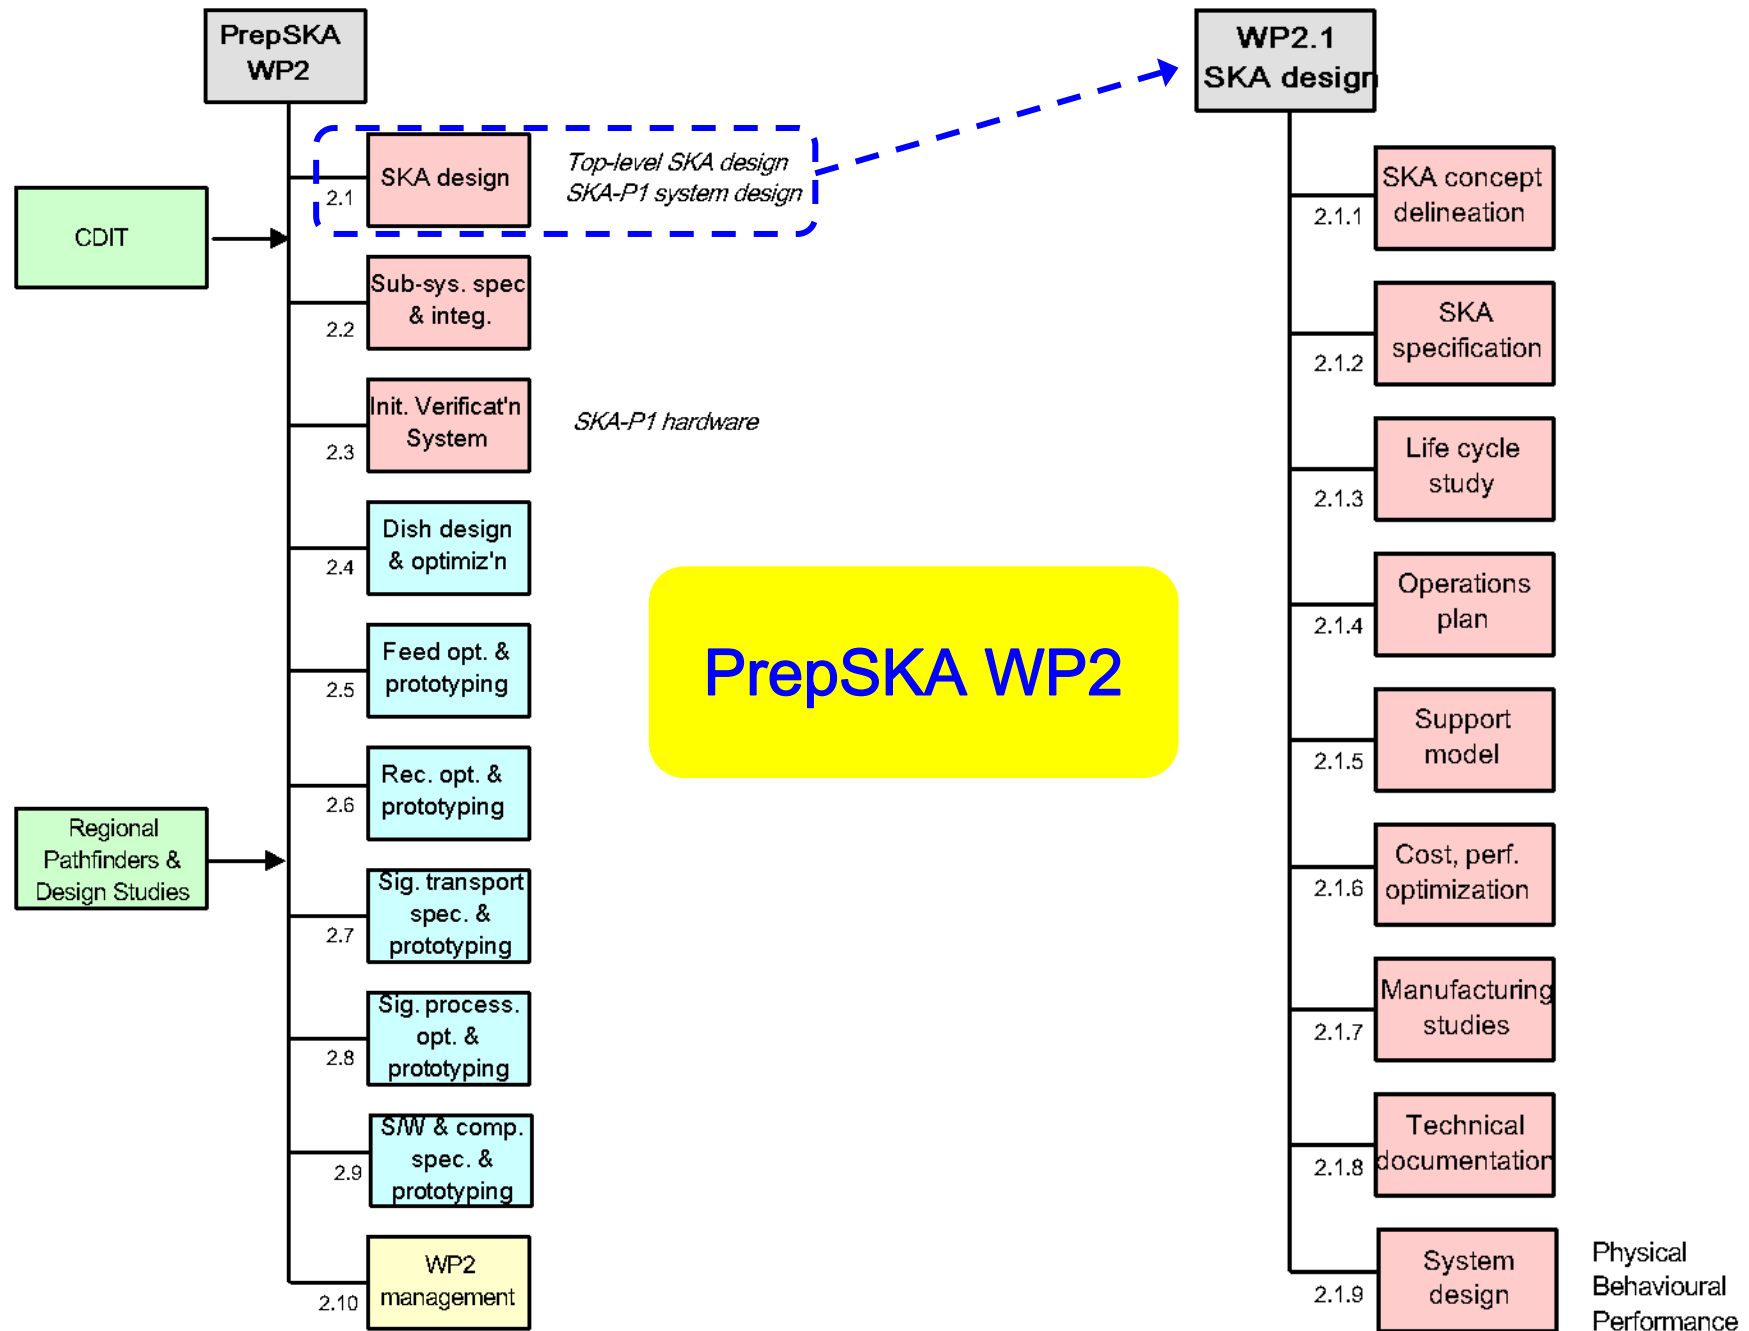 PrepSKA
WP2
2.1
SKA design
Top-level SKA design
SKA-P1 system design
CDIT
2.2
Sub-sys. spec
& integ.
2.3
Init. Verificat'n
System
SKA-P1 hardware
2.4
Dish design
& optimiz'n
2.5
Feed opt. &
prototyping
2.6
Rec. opt. &
prototyping
Regional
Pathfinders &
Design Studies
2.7
Sig. transport
spec. &
prototyping
2.8
Sig. process.
opt. &
prototyping
2.9
S/W & comp.
spec. &
prototyping
2.10
WP2
management
PrepSKA WP2
WP2.1
SKA design
2.1.1
SKA concept
delineation
2.1.2
SKA
specification
2.1.3
Life cycle
study
2.1.4
Operations
plan
2.1.5
Support
model
2.1.6
Cost, perf.
optimization
2.1.7
Manufacturing
studies
2.1.8
Technical
documentation
2.1.9
System
design
Physical
Behavioural
Performance